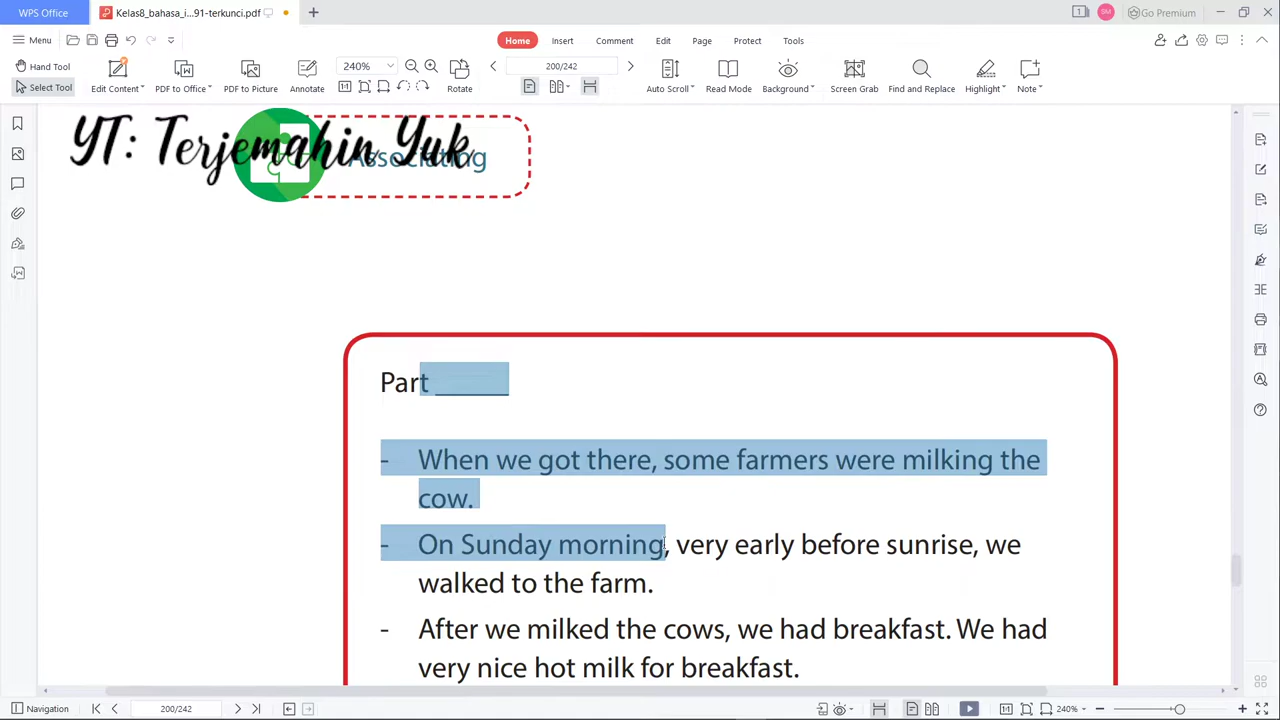 WPS Office
Kelas8_bahasa_i...91-terkunci.pdf
Go Premium
Menu
Home
Insert
Comment
Edit
Page
Protect
Tools
Hand Tool
Select Tool
Edit Content
PDF to Office
PDF to Picture
Annotate
240%
Rotate
200/242
Auto Scroll
Read Mode
Background
Screen Grab
Find and Replace
Highlight
Note
YT: Terjemahin Yuk
Associating
Part ______
- When we got there, some farmers were milking the
cow.
- On Sunday morning, very early before sunrise, we
walked to the farm.
- After we milked the cows, we had breakfast. We had
very nice hot milk for breakfast.
Navigation
200/242
240%